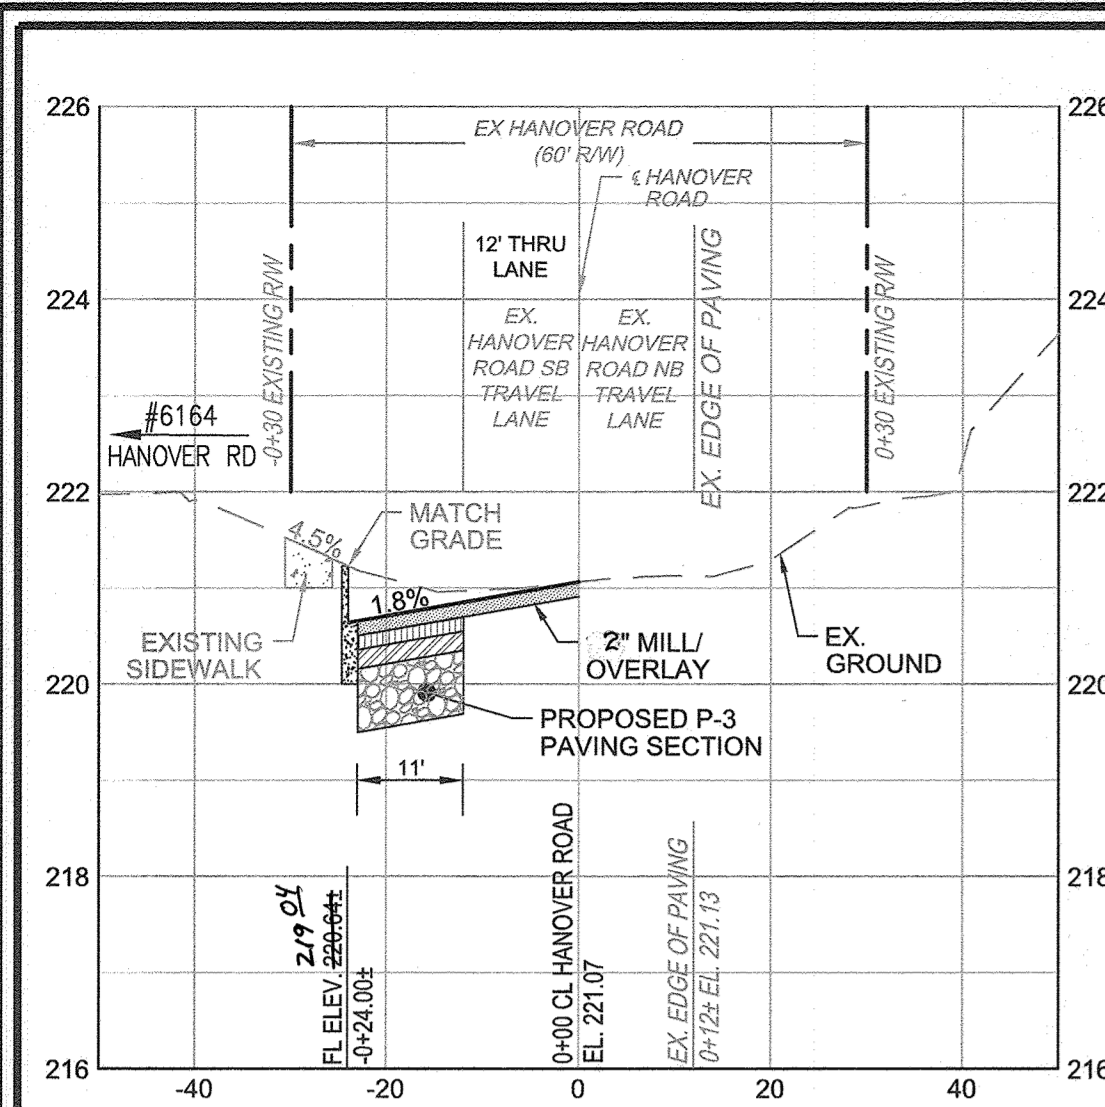 226
226
EX HANOVER ROAD
(60' R/W)
℄ HANOVER
ROAD
12' THRU
LANE
-0+30 EXISTING R/W
EX. EDGE OF PAVING
0+30 EXISTING R/W
224
224
EX.
HANOVER
ROAD SB
TRAVEL
LANE
EX.
HANOVER
ROAD NB
TRAVEL
LANE
#6164
HANOVER RD
222
222
4.5%
MATCH
GRADE
1.8%
EXISTING
SIDEWALK
2" MILL/
OVERLAY
EX.
GROUND
220
220
PROPOSED P-3
PAVING SECTION
11'
218
218
219 04
FL ELEV. 220.64±
-0+24.00±
0+00 CL HANOVER ROAD
EL. 221.07
EX. EDGE OF PAVING
0+12± EL. 221.13
216
216
-40
-20
0
20
40